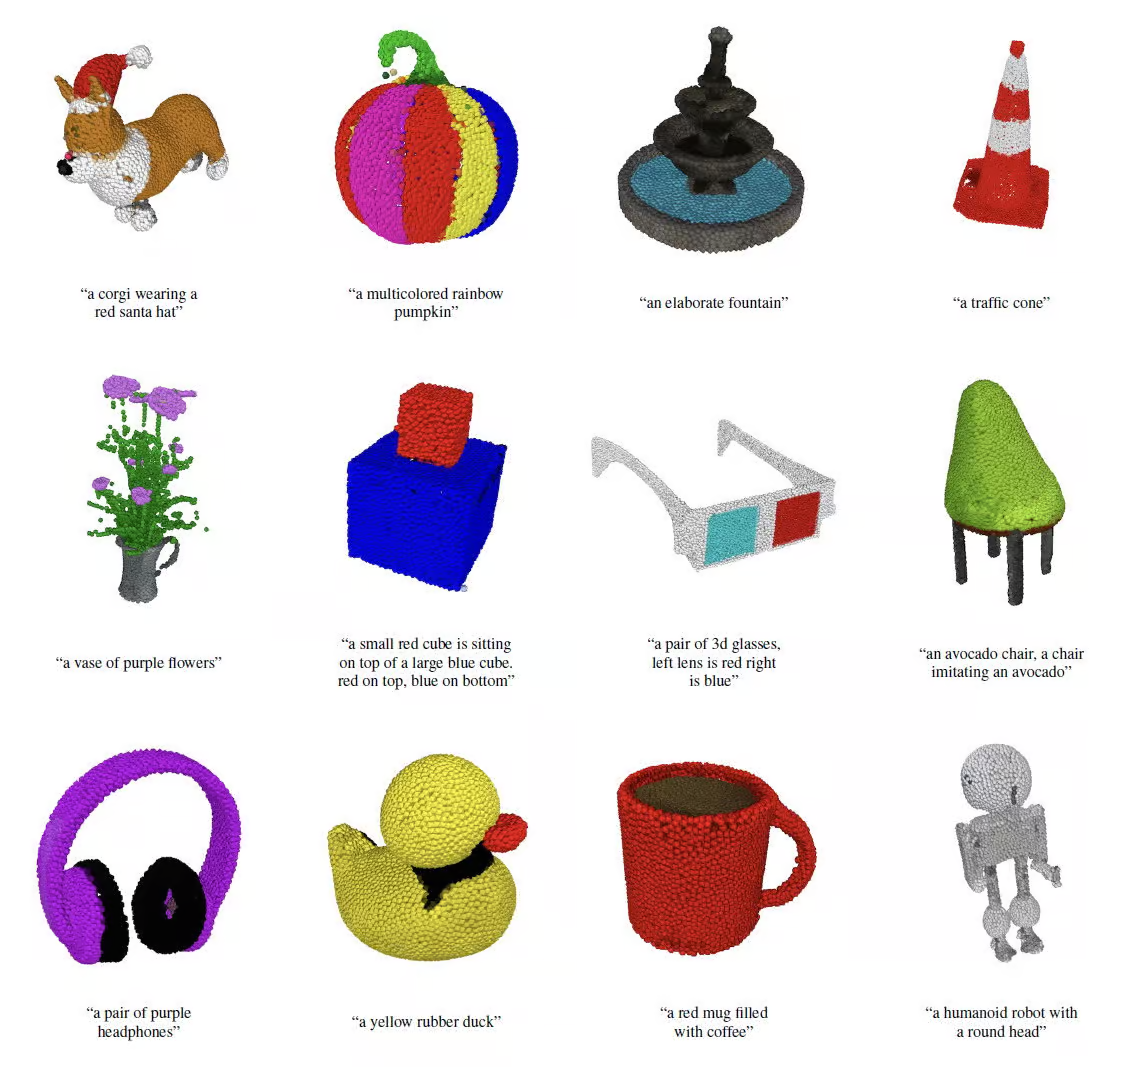 “a corgi wearing a
red santa hat”
“a multicolored rainbow
pumpkin”
“an elaborate fountain”
“a traffic cone”
“a vase of purple flowers”
“a small red cube is sitting
on top of a large blue cube.
red on top, blue on bottom”
“a pair of 3d glasses,
left lens is red right
is blue”
“an avocado chair, a chair
imitating an avocado”
“a pair of purple
headphones”
“a yellow rubber duck”
“a red mug filled
with coffee”
“a humanoid robot with
a round head”